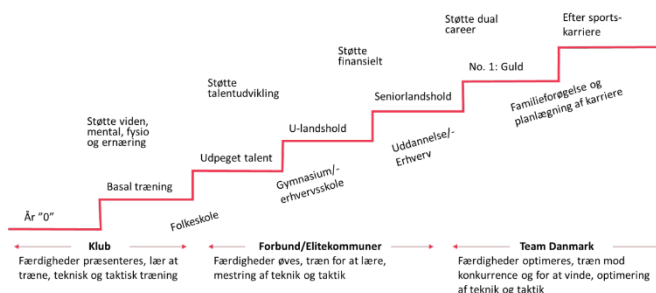 Støtte dual
career
Efter sports-
karriere
Støtte
finansielt
No. 1: Guld
Støtte
talentudvikling
Seniorlandshold
Familieforøgelse og
planlægning af karriere
Støtte viden,
mental, fysio
og ernæring
U-landshold
Uddannelse/-
Erhverv
Udpeget talent
Gymnasium/-
erhvervsskole
Basal træning
Folkeskole
År "0"
Klub
Færdigheder præsenteres, lær at
træne, teknisk og taktisk træning
Forbund/Elitekommuner
Færdigheder øves, træn for at lære,
mestring af teknik og taktik
Team Danmark
Færdigheder optimeres, træn mod
konkurrence og for at vinde, optimering
af teknik og taktik